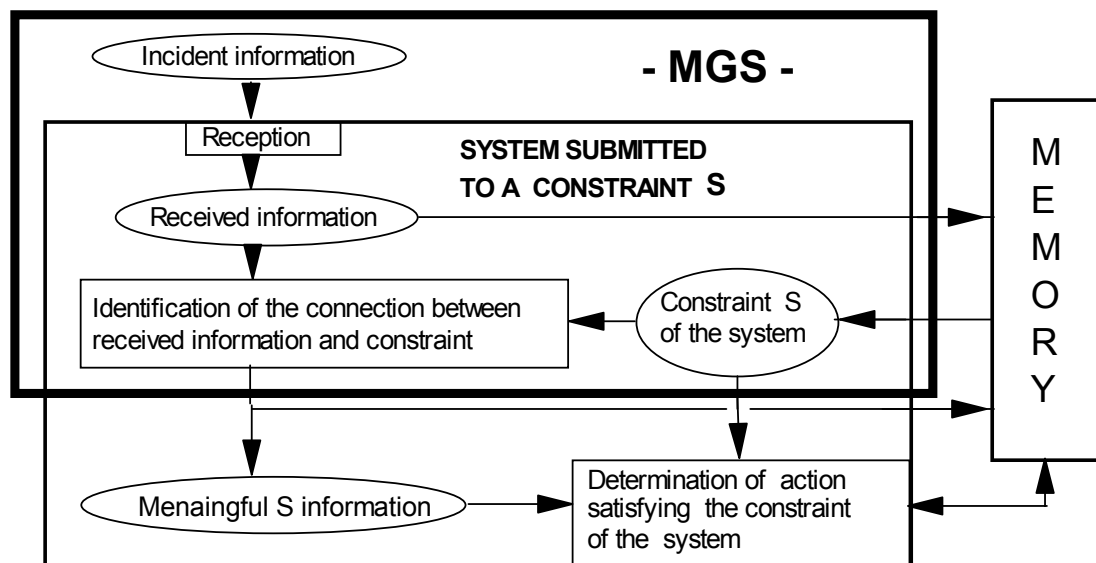 Incident information
- MGS -
Reception
SYSTEM SUBMITTED
TO A CONSTRAINT S
Received information
Identification of the connection between
received information and constraint
Constraint S
of the system
M
E
M
O
R
Y
Menaingful S information
Determination of action
satisfying the constraint
of the system